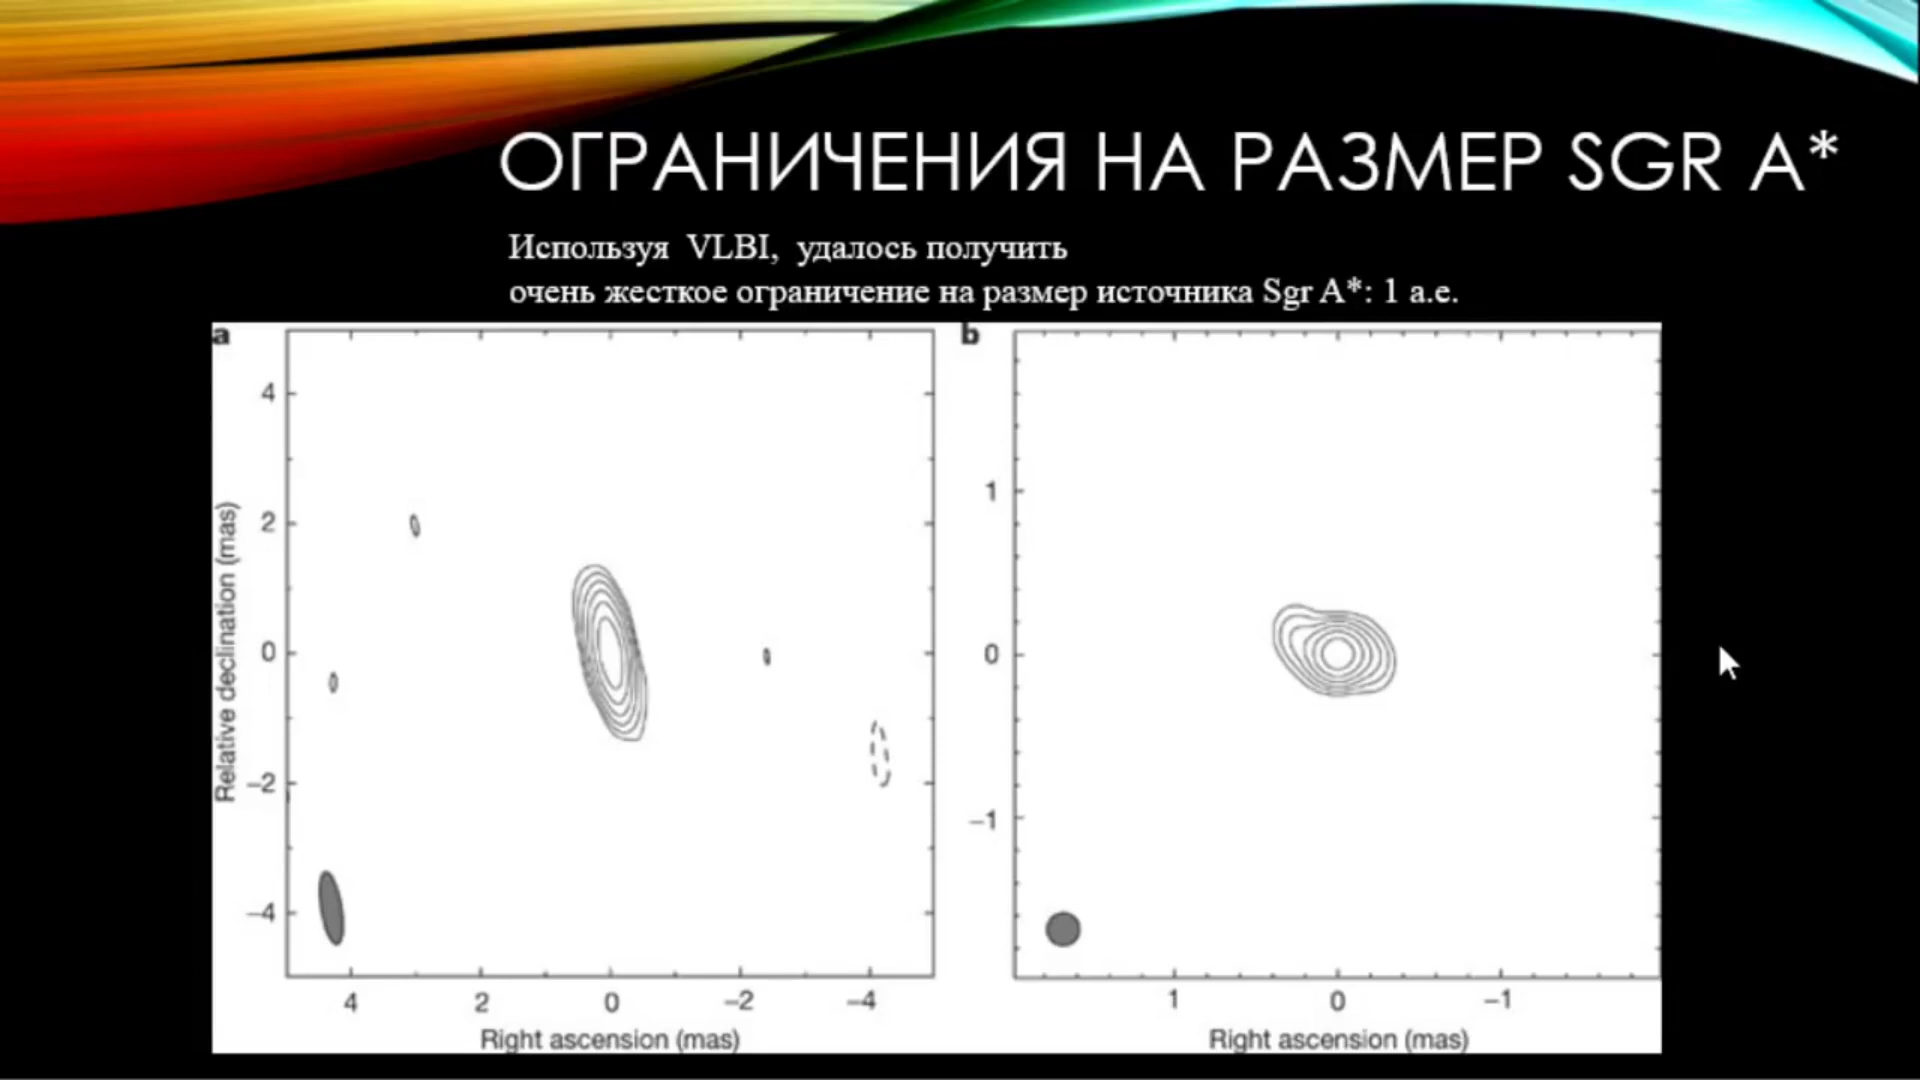 ОГРАНИЧЕНИЯ НА РАЗМЕР SGR A*
Используя VLBI, удалось получить
очень жесткое ограничение на размер источника Sgr A*: 1 а.е.
a
4
2
0
−2
−4
Relative declination (mas)
4 2 0 −2 −4
Right ascension (mas)
b
1
0
−1
1 0 −1
Right ascension (mas)